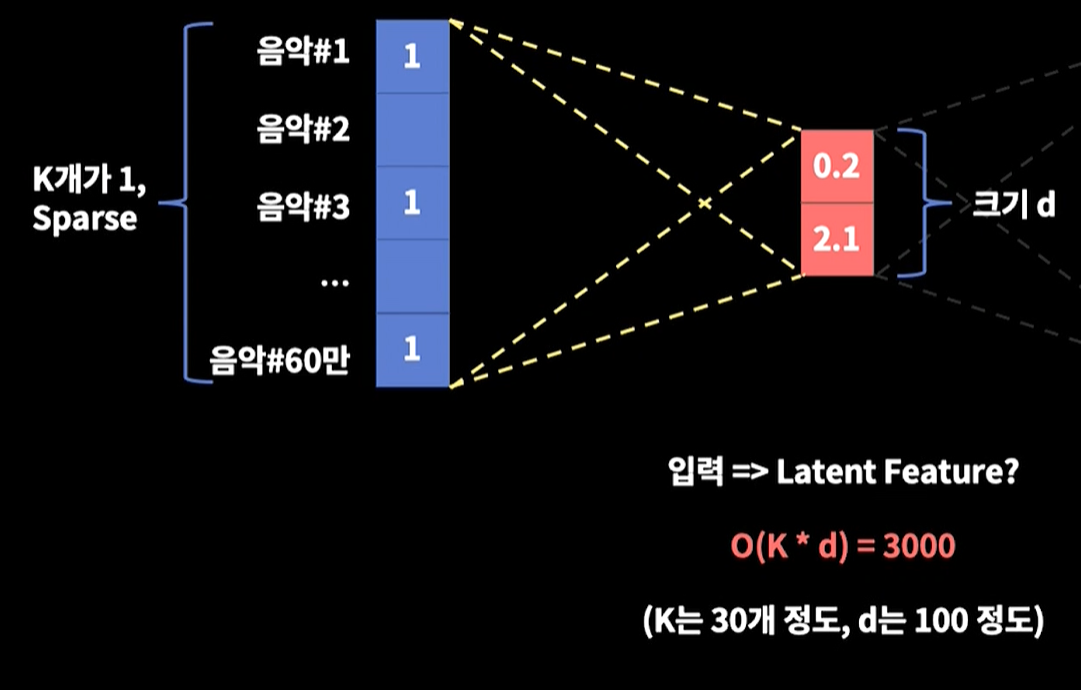 음악#1
1
음악#2
K개가 1,
Sparse
음악#3
1
...
음악#60만
1
0.2
2.1
크기 d
입력 => Latent Feature?
O(K * d) = 3000
(K는 30개 정도, d는 100 정도)